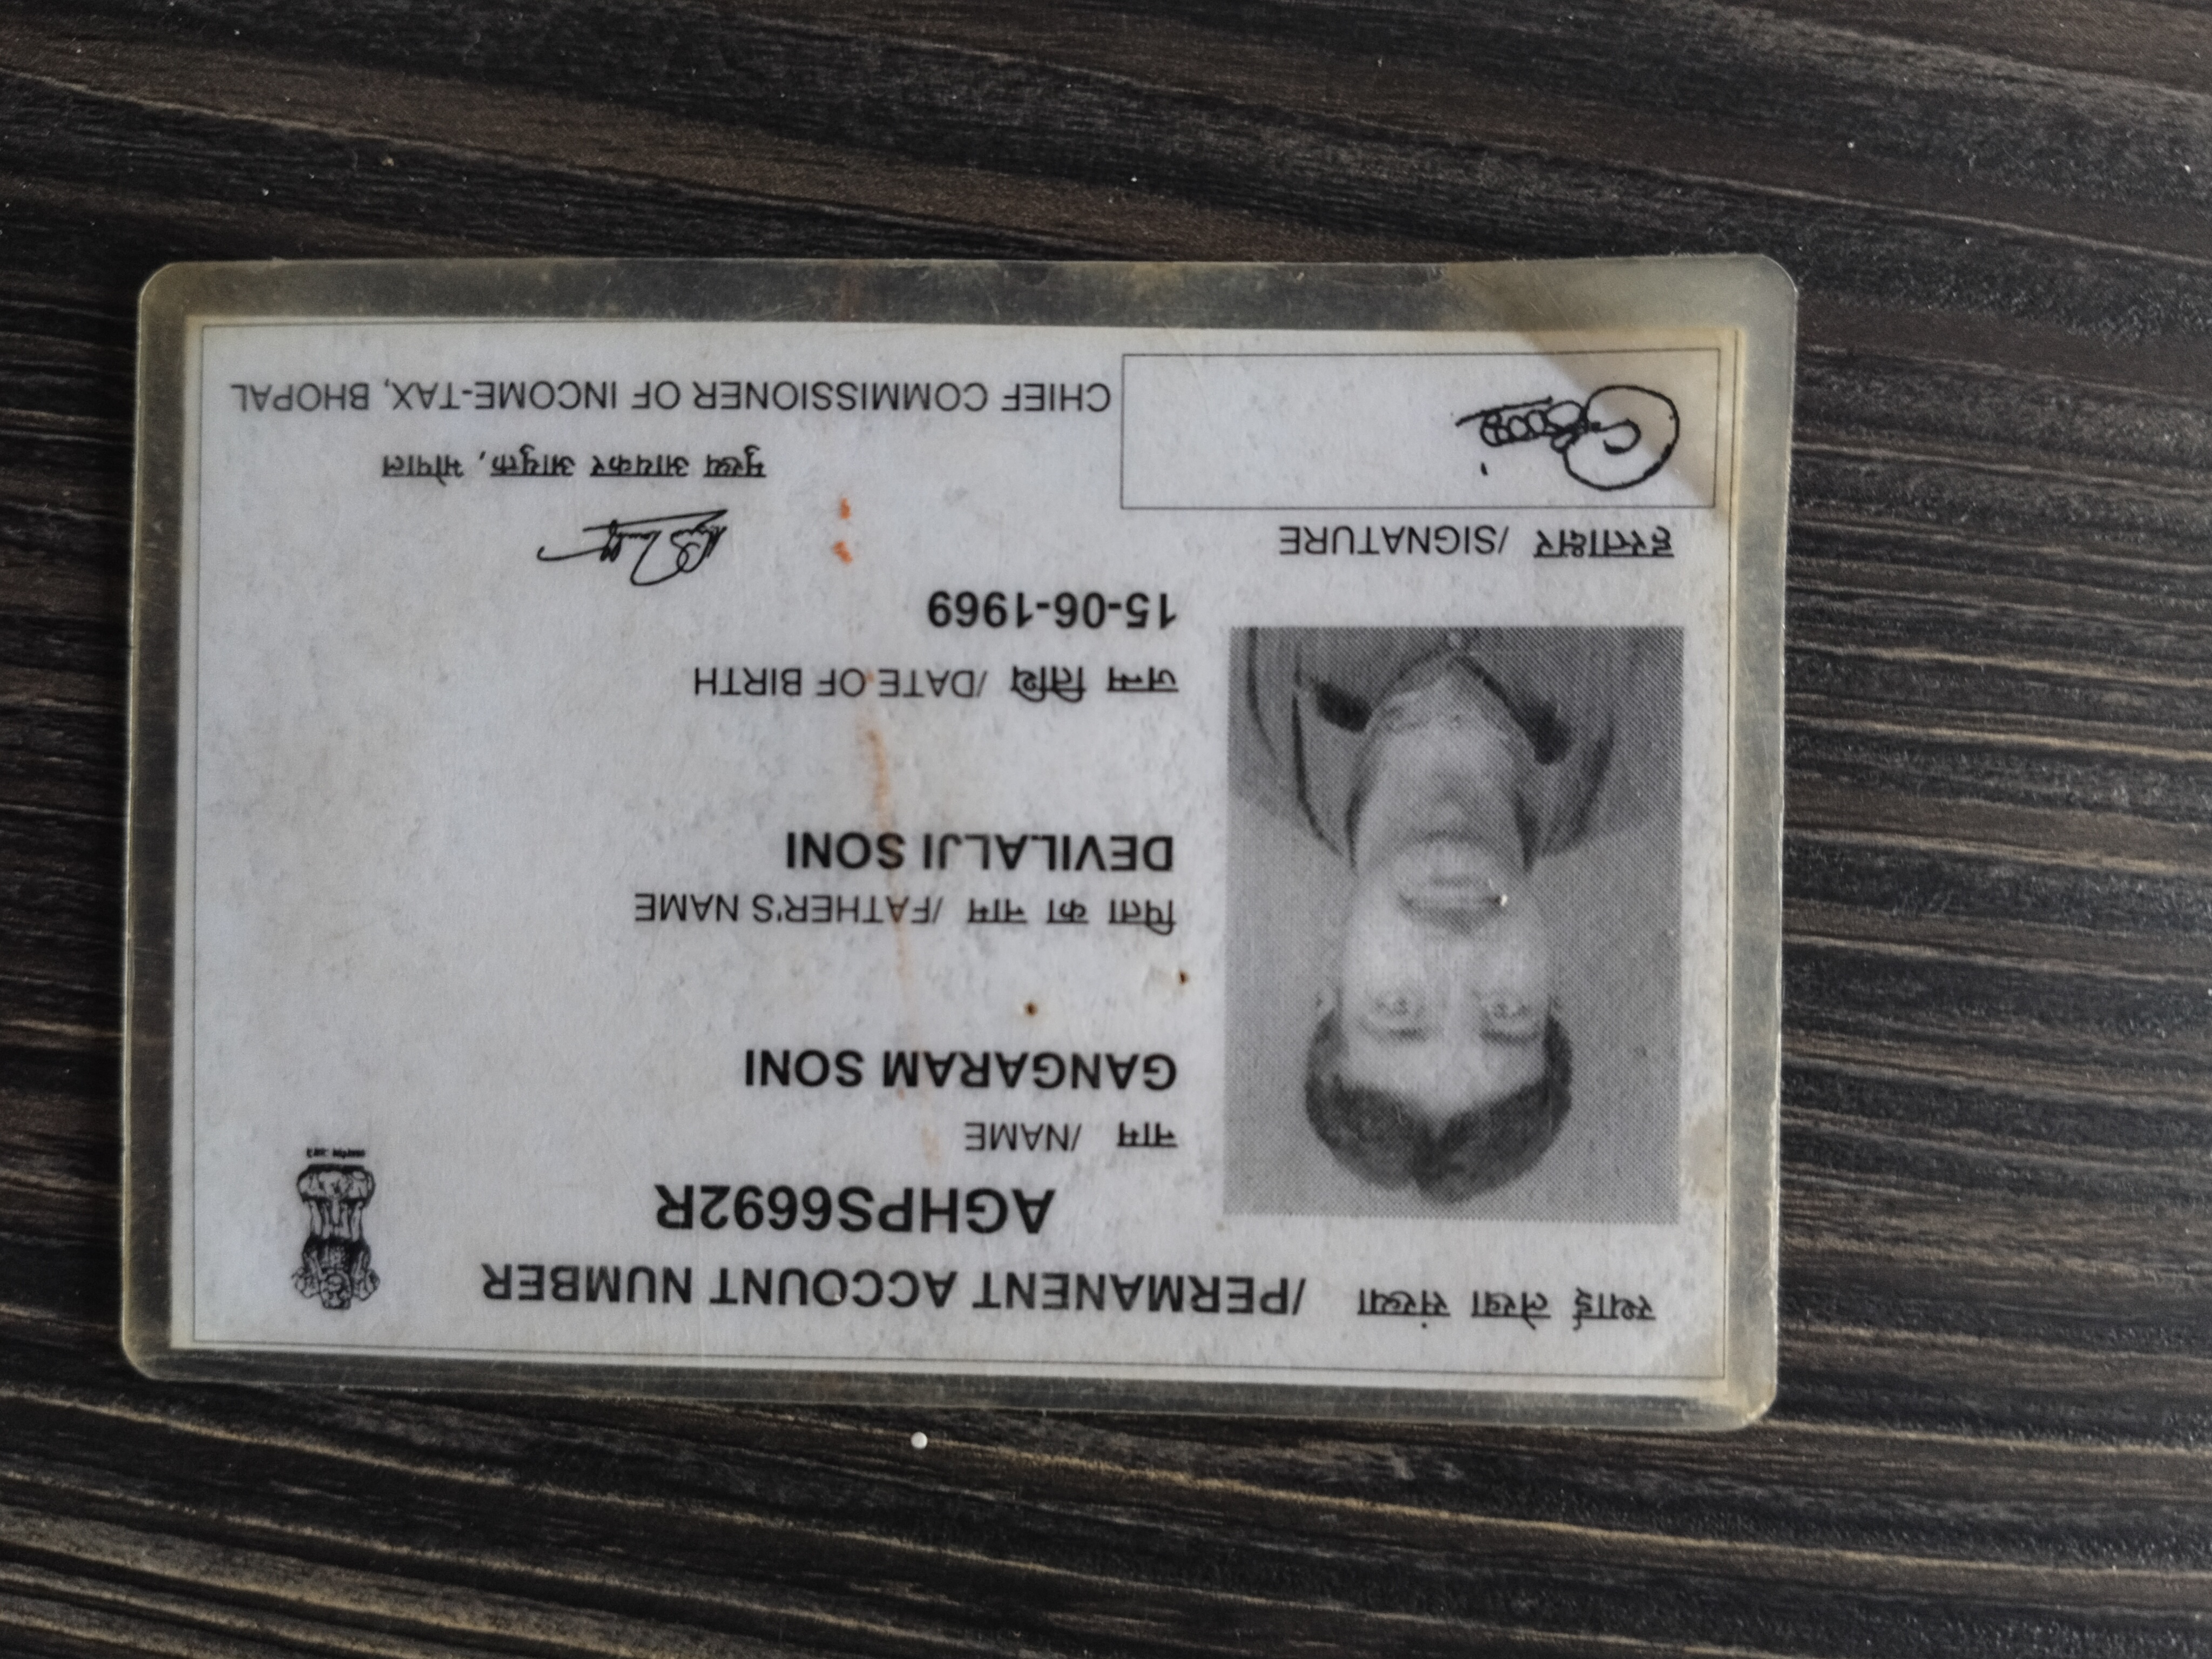 स्थाई लेखा संख्या /PERMANENT ACCOUNT NUMBER
AGHPS6692R
नाम /NAME
GANGARAM SONI
पिता का नाम /FATHER'S NAME
DEVILALJI SONI
जन्म तिथि /DATE OF BIRTH
15-06-1969
हस्ताक्षर /SIGNATURE
मुख्य आयकर आयुक्त, भोपाल
CHIEF COMMISSIONER OF INCOME-TAX, BHOPAL